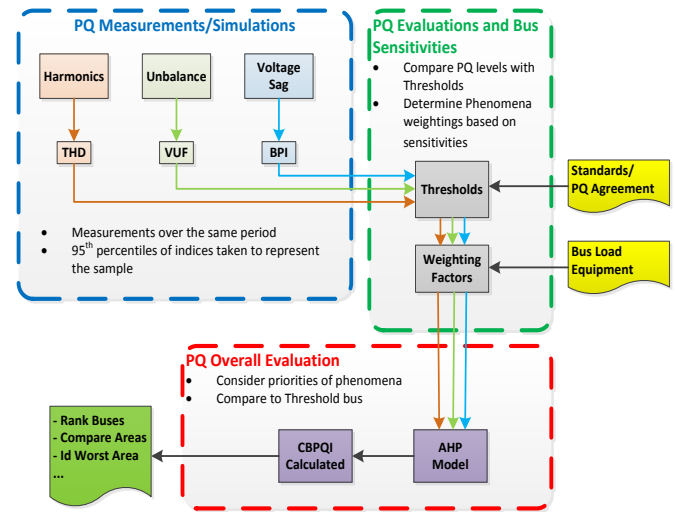 PQ Measurements/Simulations
Harmonics
Unbalance
Voltage
Sag
THD
VUF
BPI
• Measurements over the same period
• 95th percentiles of indices taken to represent
the sample
PQ Evaluations and Bus
Sensitivities
• Compare PQ levels with
Thresholds
• Determine Phenomena
weightings based on
sensitivities
Thresholds
Weighting
Factors
Standards/
PQ Agreement
Bus Load
Equipment
PQ Overall Evaluation
• Consider priorities of phenomena
• Compare to Threshold bus
AHP
Model
CBPQI
Calculated
- Rank Buses
- Compare Areas
- Id Worst Area
...